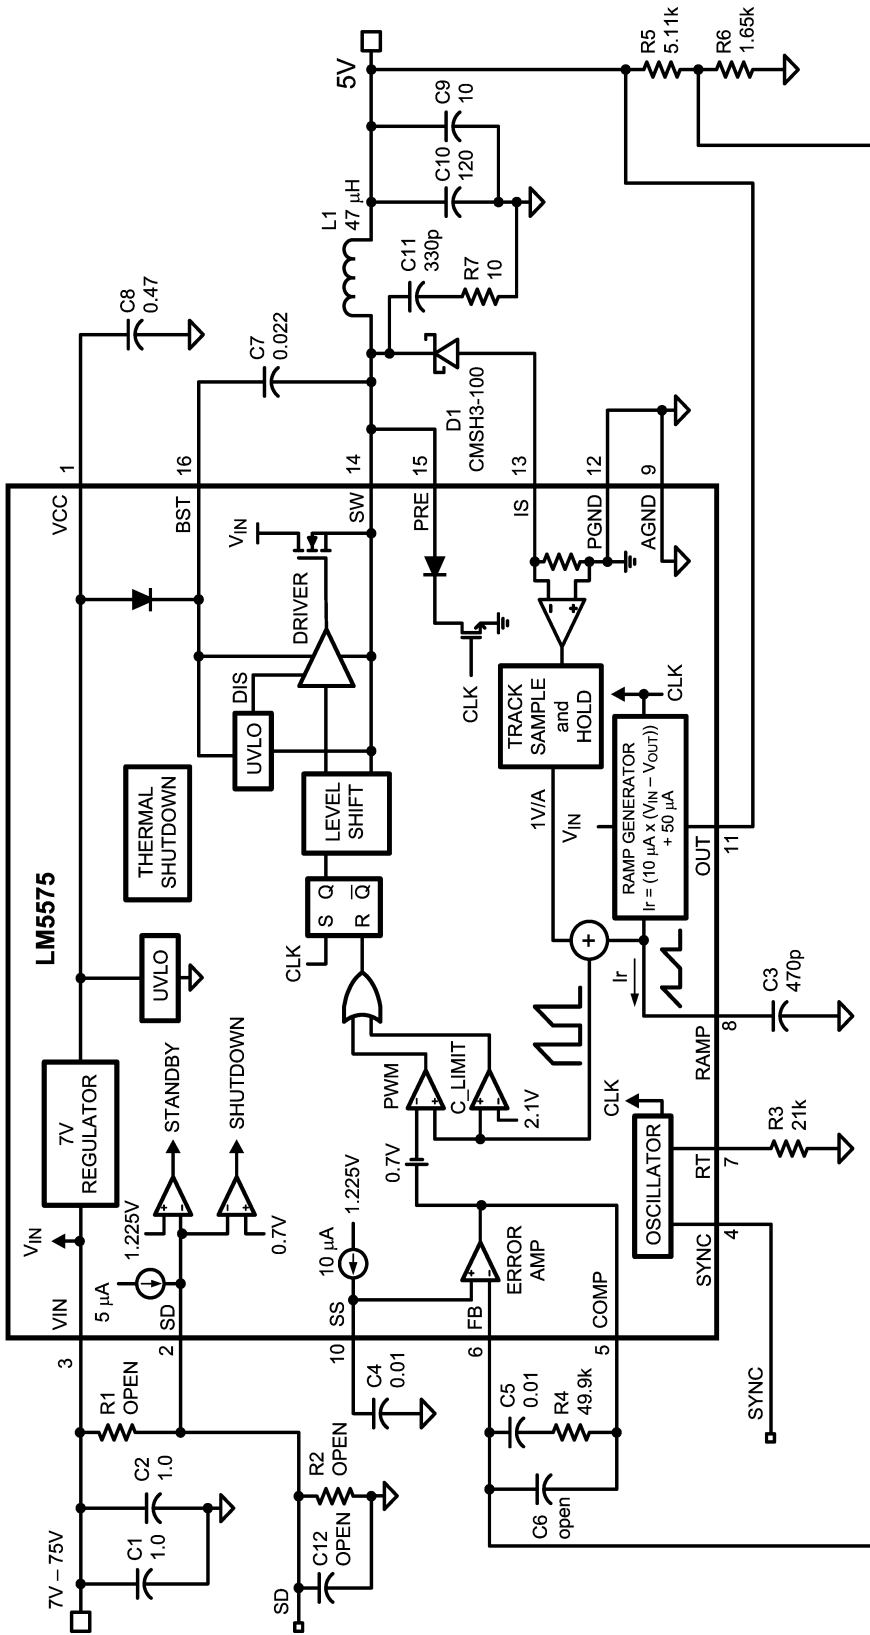 7V – 75V
C1
1.0
C2
1.0
R1
OPEN
SD
C12
OPEN
R2
OPEN
C4
0.01
C5
0.01
R4
49.9k
C6
open
SYNC
3
VIN
2
SD
10
SS
6
FB
5
COMP
4
SYNC
7
RT
8
RAMP
11
OUT
LM5575
VIN
7V
REGULATOR
5 µA
1.225V
STANDBY
0.7V
SHUTDOWN
UVLO
THERMAL
SHUTDOWN
10 µA
1.225V
ERROR
AMP
0.7V
PWM
C_LIMIT
2.1V
CLK
S Q
R Q
LEVEL
SHIFT
UVLO
DIS
DRIVER
VIN
CLK
TRACK
SAMPLE
and
HOLD
1V/A
VIN
RAMP GENERATOR
Ir = (10 µA x (VIN – VOUT))
+ 50 µA
CLK
Ir
OSCILLATOR
CLK
VCC
1
BST
16
SW
14
PRE
15
IS
13
PGND
12
AGND
9
R3
21k
C3
470p
C8
0.47
C7
0.022
D1
CMSH3-100
L1
47 µH
C11
330p
R7
10
C10
120
C9
10
5V
R5
5.11k
R6
1.65k